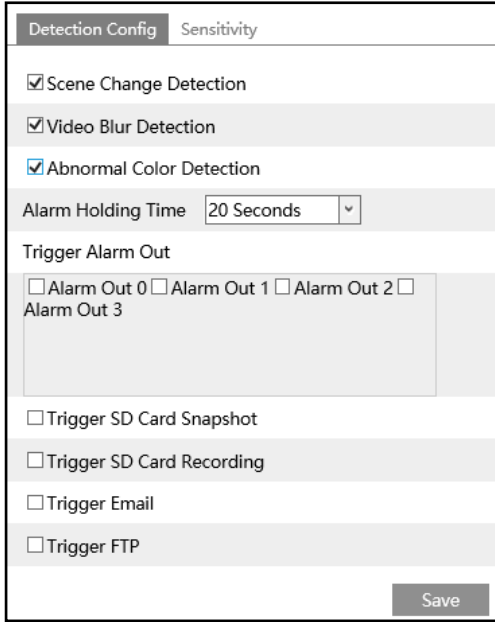 Detection Config Sensitivity
Scene Change Detection
Video Blur Detection
Abnormal Color Detection
Alarm Holding Time 20 Seconds
Trigger Alarm Out
Alarm Out 0 Alarm Out 1 Alarm Out 2
Alarm Out 3
Trigger SD Card Snapshot
Trigger SD Card Recording
Trigger Email
Trigger FTP
Save